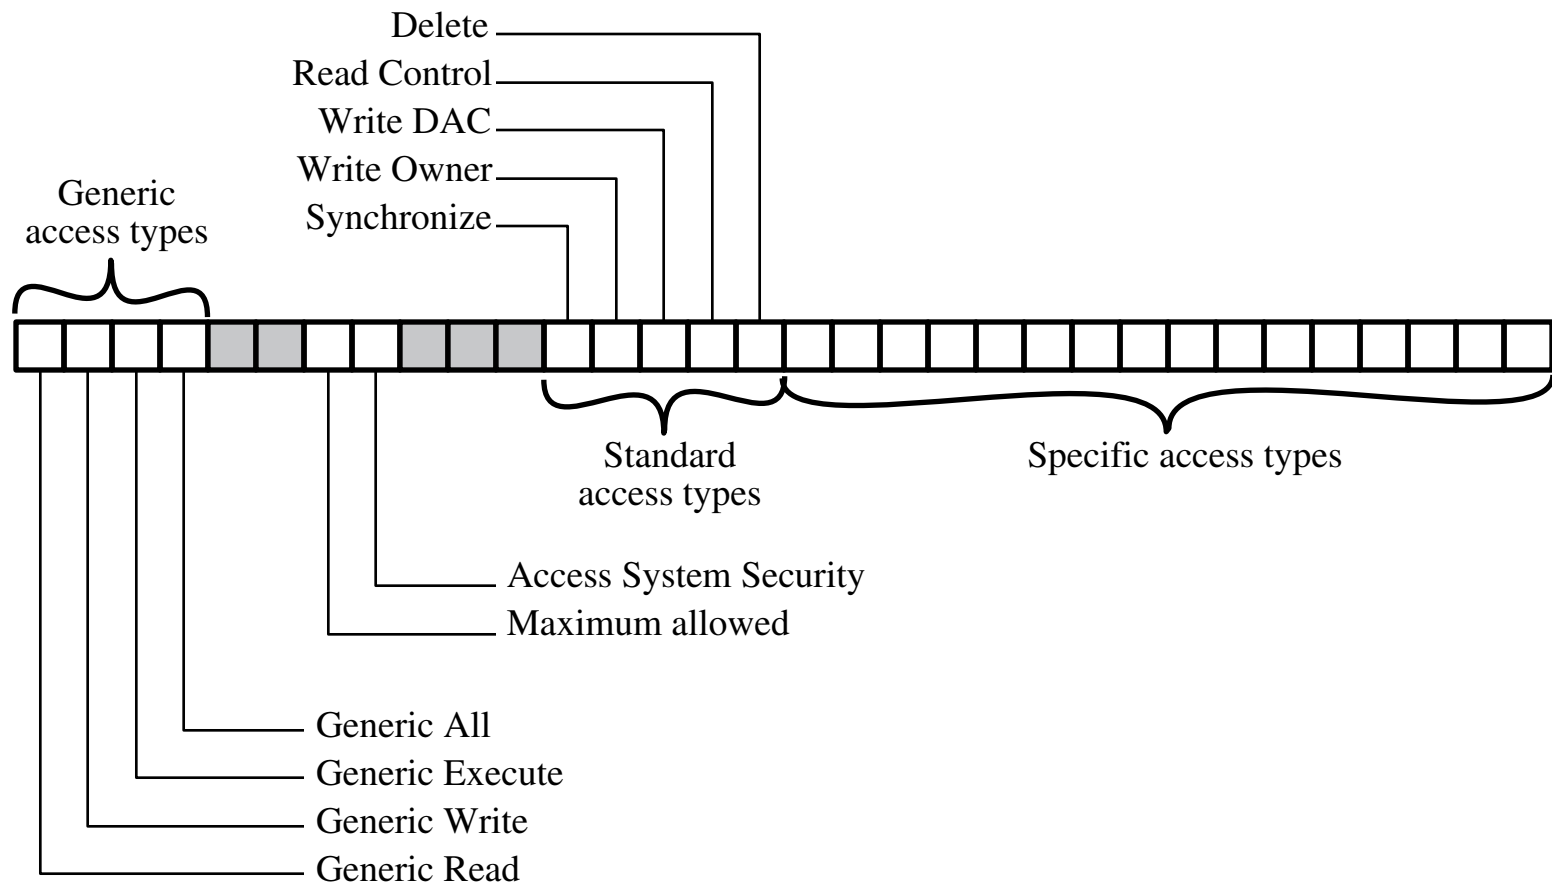 Delete
Read Control
Write DAC
Write Owner
Synchronize
Generic
access types
Standard
access types
Specific access types
Access System Security
Maximum allowed
Generic All
Generic Execute
Generic Write
Generic Read